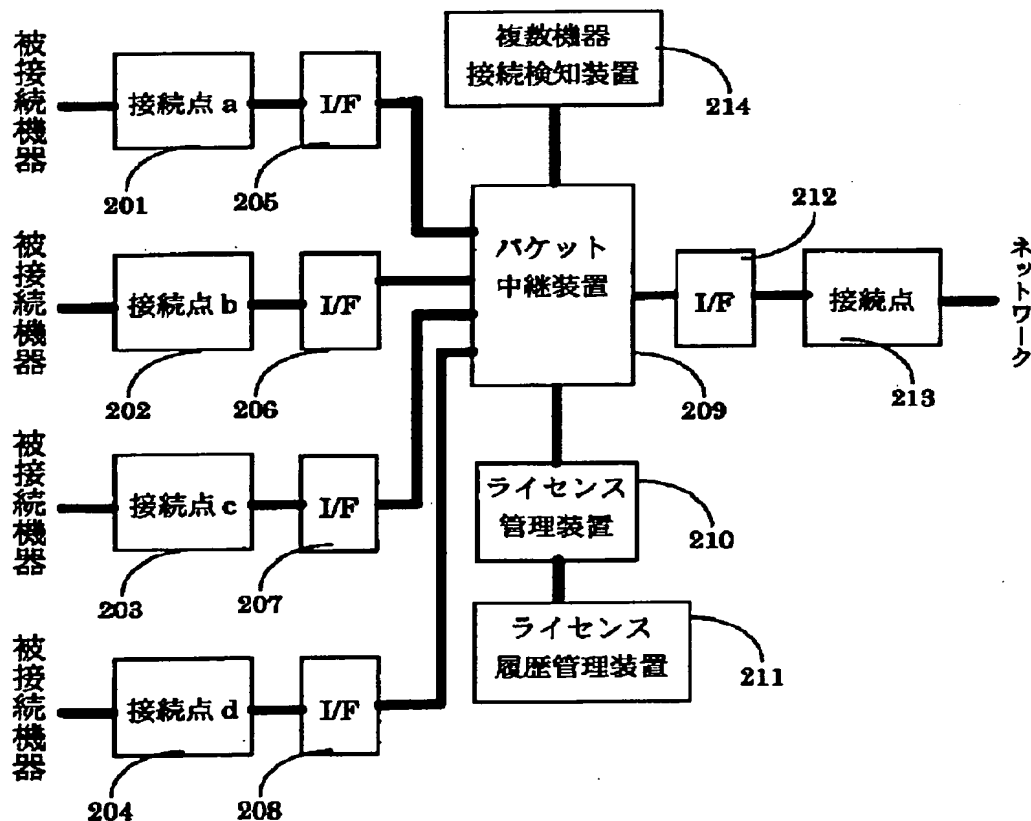 被接続機器
接続点 a
I/F
201
205
複数機器
接続検知装置
214
被接続機器
接続点 b
I/F
202
206
パケット
中継装置
209
212
I/F
接続点
213
ネットワーク
被接続機器
接続点 c
I/F
203
207
ライセンス
管理装置
210
ライセンス
履歴管理装置
211
被接続機器
接続点 d
I/F
204
208